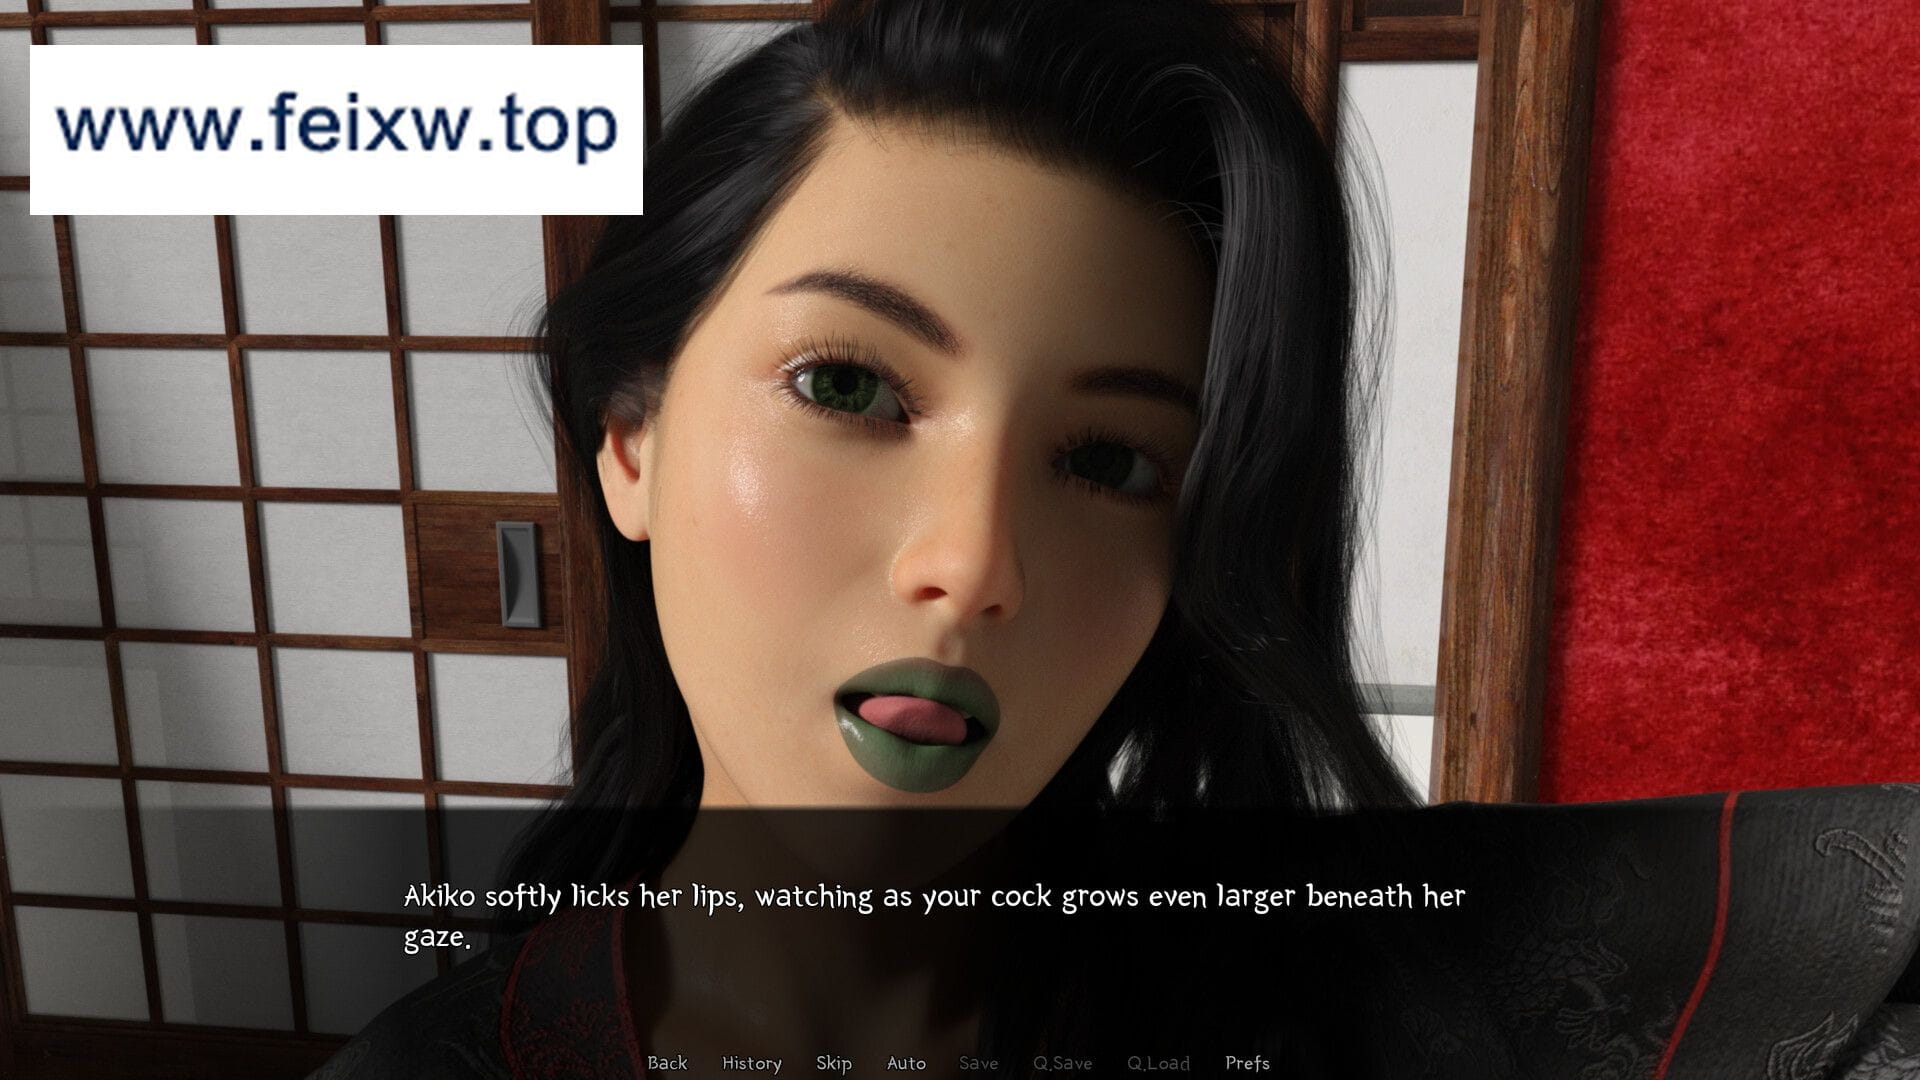 www.feixw.top
Akiko softly licks her lips, watching as your cock grows even larger beneath her
gaze.
Back History Skip Auto Save Q.Save Q.Load Prefs